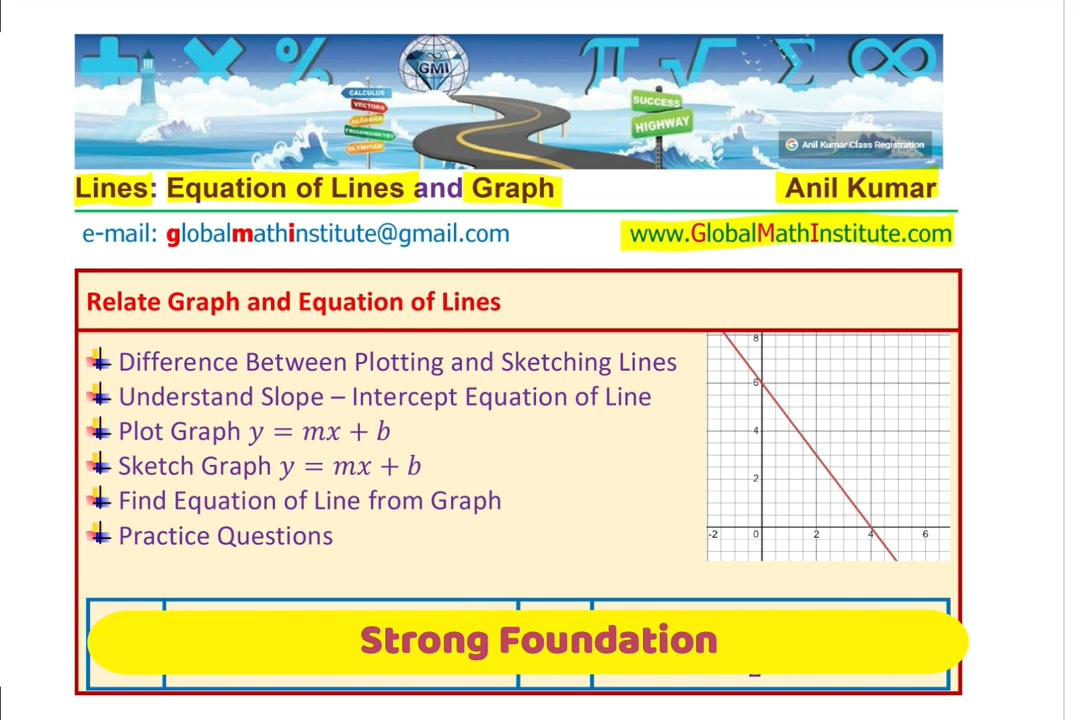 + × % GMI π √ Σ ∞
CALCULUS
VECTORS
ALGEBRA
TRIGONOMETRY
OLYMPIAD
SUCCESS
HIGHWAY
G Anil Kumar Class Registration
Lines: Equation of Lines and Graph Anil Kumar
e-mail: globalmathinstitute@gmail.com www.GlobalMathInstitute.com
Relate Graph and Equation of Lines
Difference Between Plotting and Sketching Lines
Understand Slope – Intercept Equation of Line
Plot Graph y = mx + b
Sketch Graph y = mx + b
Find Equation of Line from Graph
Practice Questions
8
6
4
2
-2 0 2 4 6
Strong Foundation